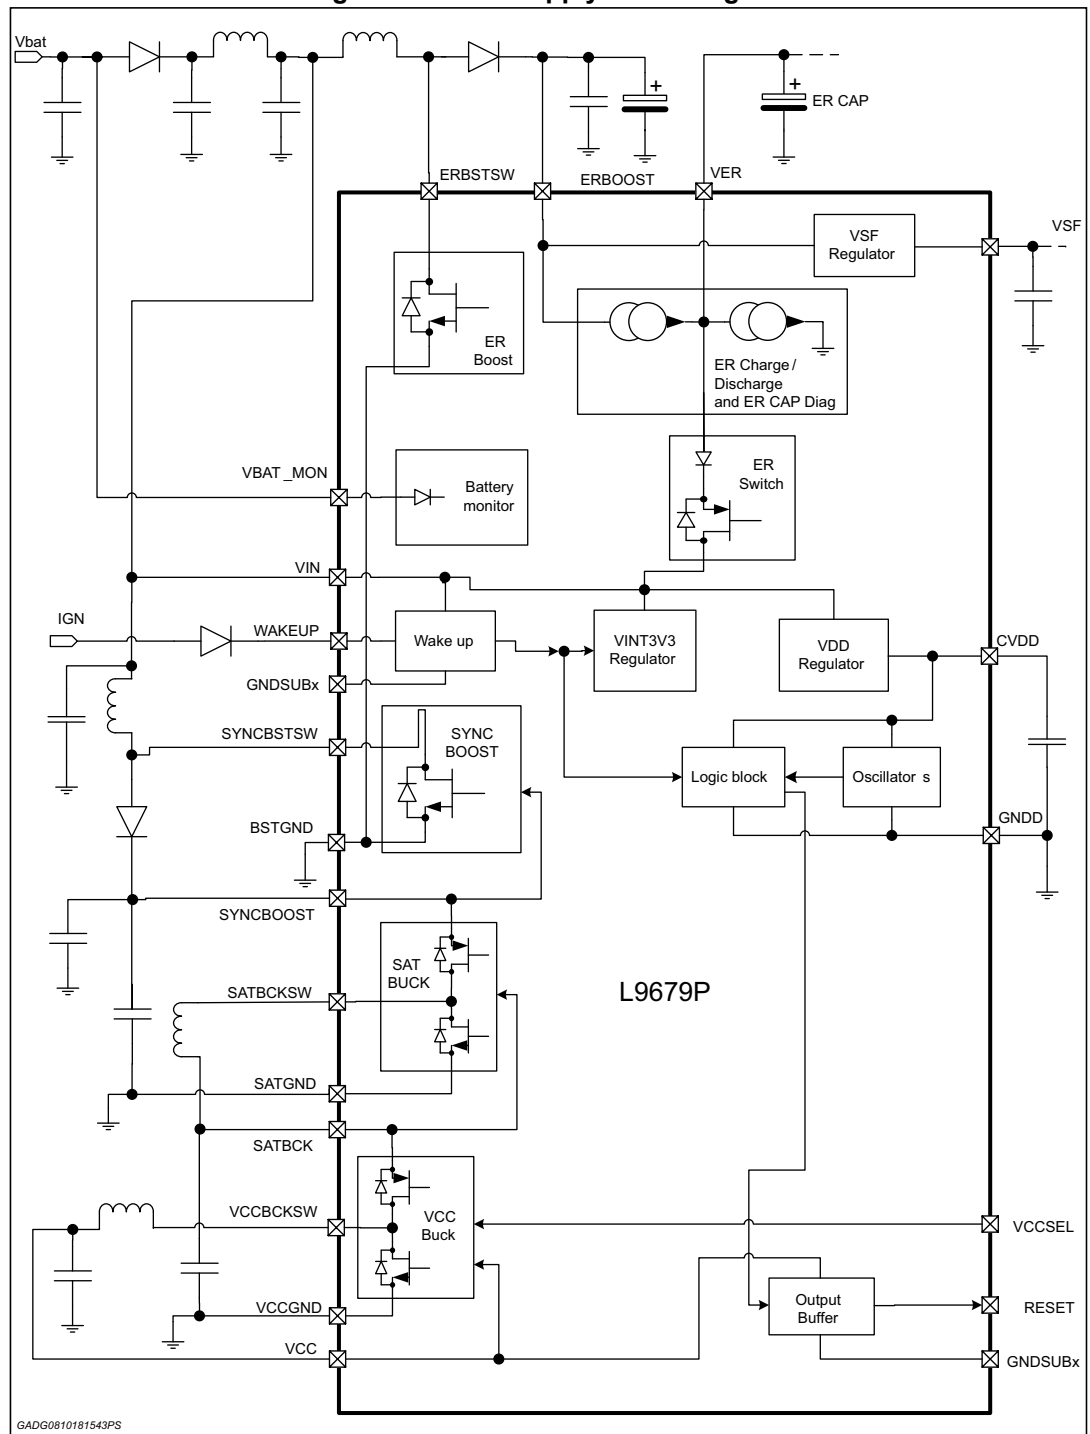 Vbat
+
+
ER CAP
ERBSTSW
ERBOOST
VER
VSF
Regulator
VSF
ER
Boost
ER Charge /
Discharge
and ER CAP Diag
VBAT_MON
Battery
monitor
ER
Switch
VIN
IGN
WAKEUP
Wake up
VINT3V3
Regulator
VDD
Regulator
CVDD
GNDSUBx
SYNCBSTSW
SYNC
BOOST
Logic block
Oscillator s
BSTGND
GNDD
SYNCBOOST
SAT
BUCK
SATBCKSW
L9679P
SATGND
SATBCK
VCCBCKSW
VCC
Buck
VCCSEL
Output
Buffer
RESET
VCCGND
VCC
GNDSUBx
GADG0810181543PS